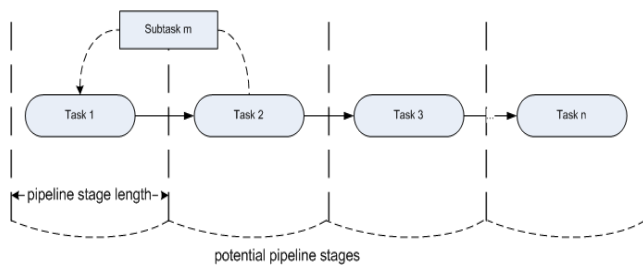 Subtask m
Task 1
Task 2
Task 3
...
Task n
pipeline stage length
potential pipeline stages